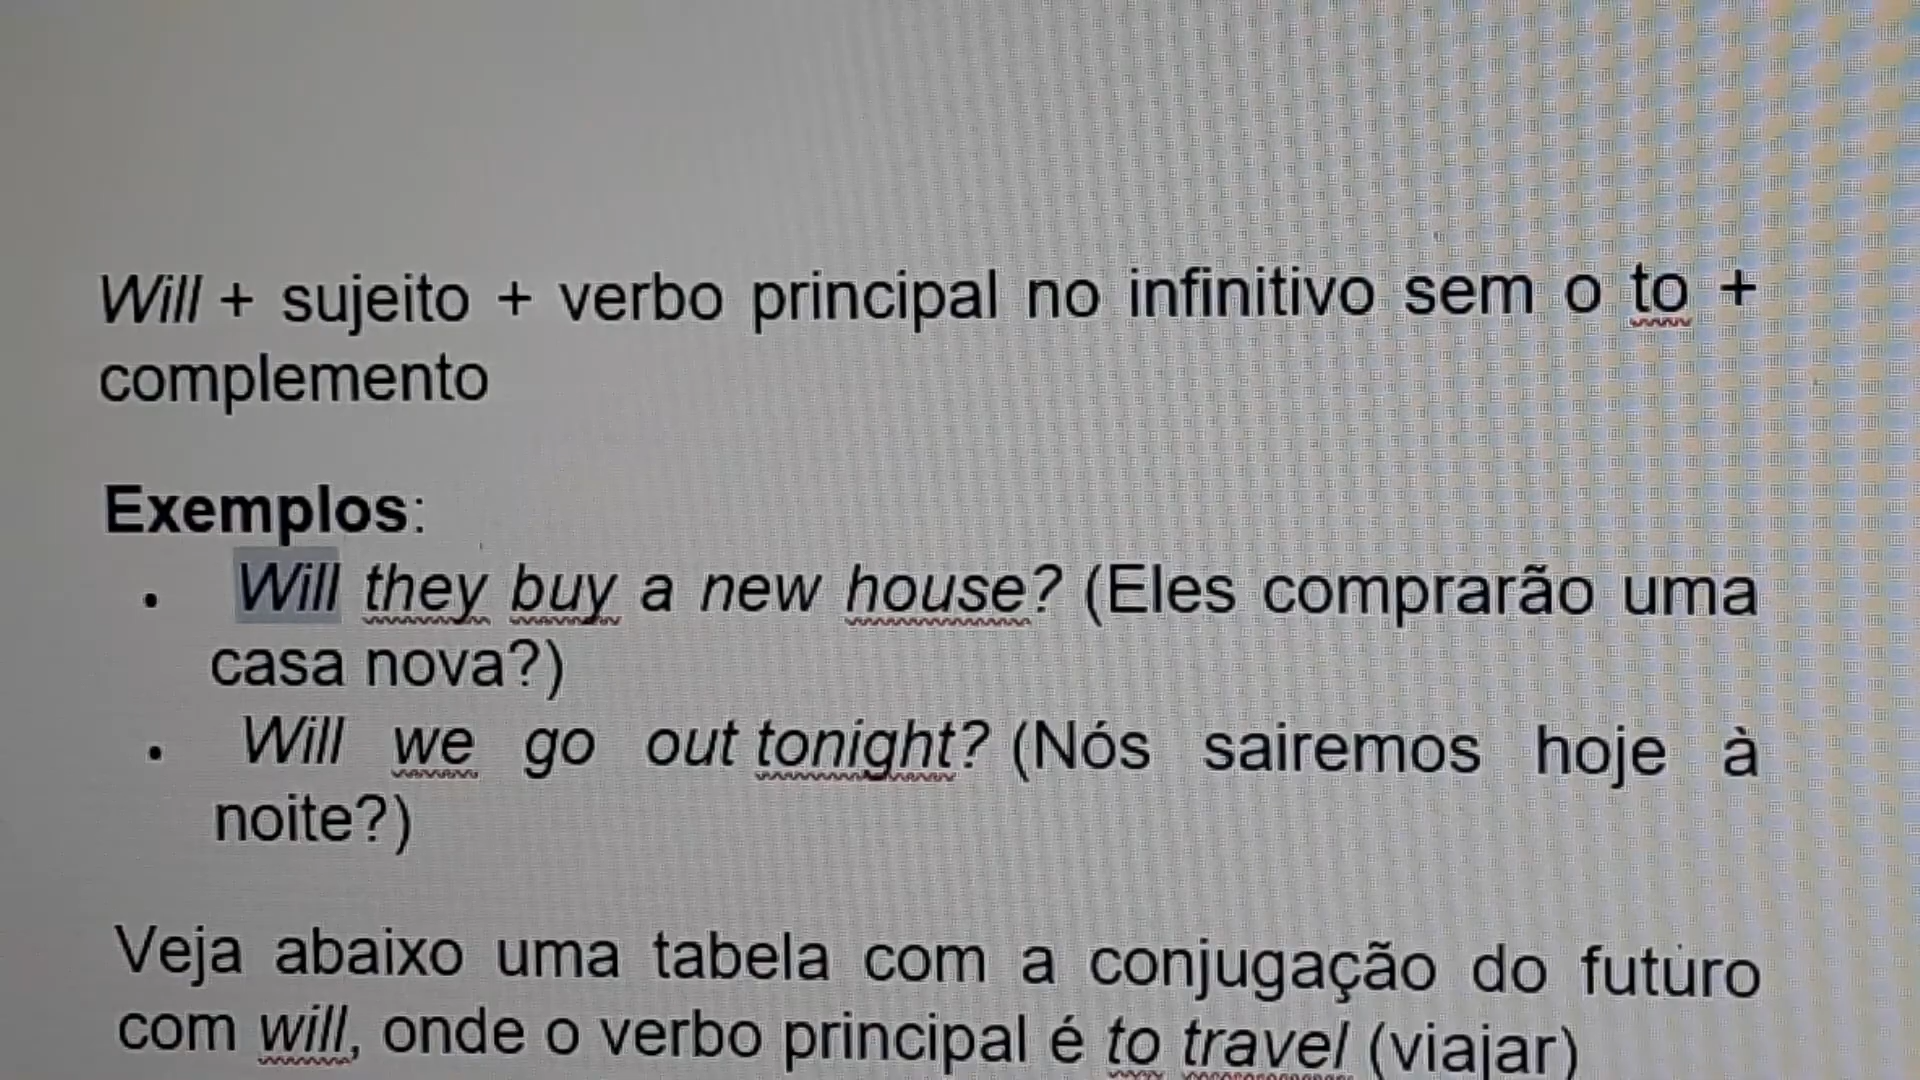 Will + sujeito + verbo principal no infinitivo sem o to +
complemento
Exemplos:
• Will they buy a new house? (Eles comprarão uma
casa nova?)
• Will we go out tonight? (Nós sairemos hoje à
noite?)
Veja abaixo uma tabela com a conjugação do futuro
com will, onde o verbo principal é to travel (viajar)